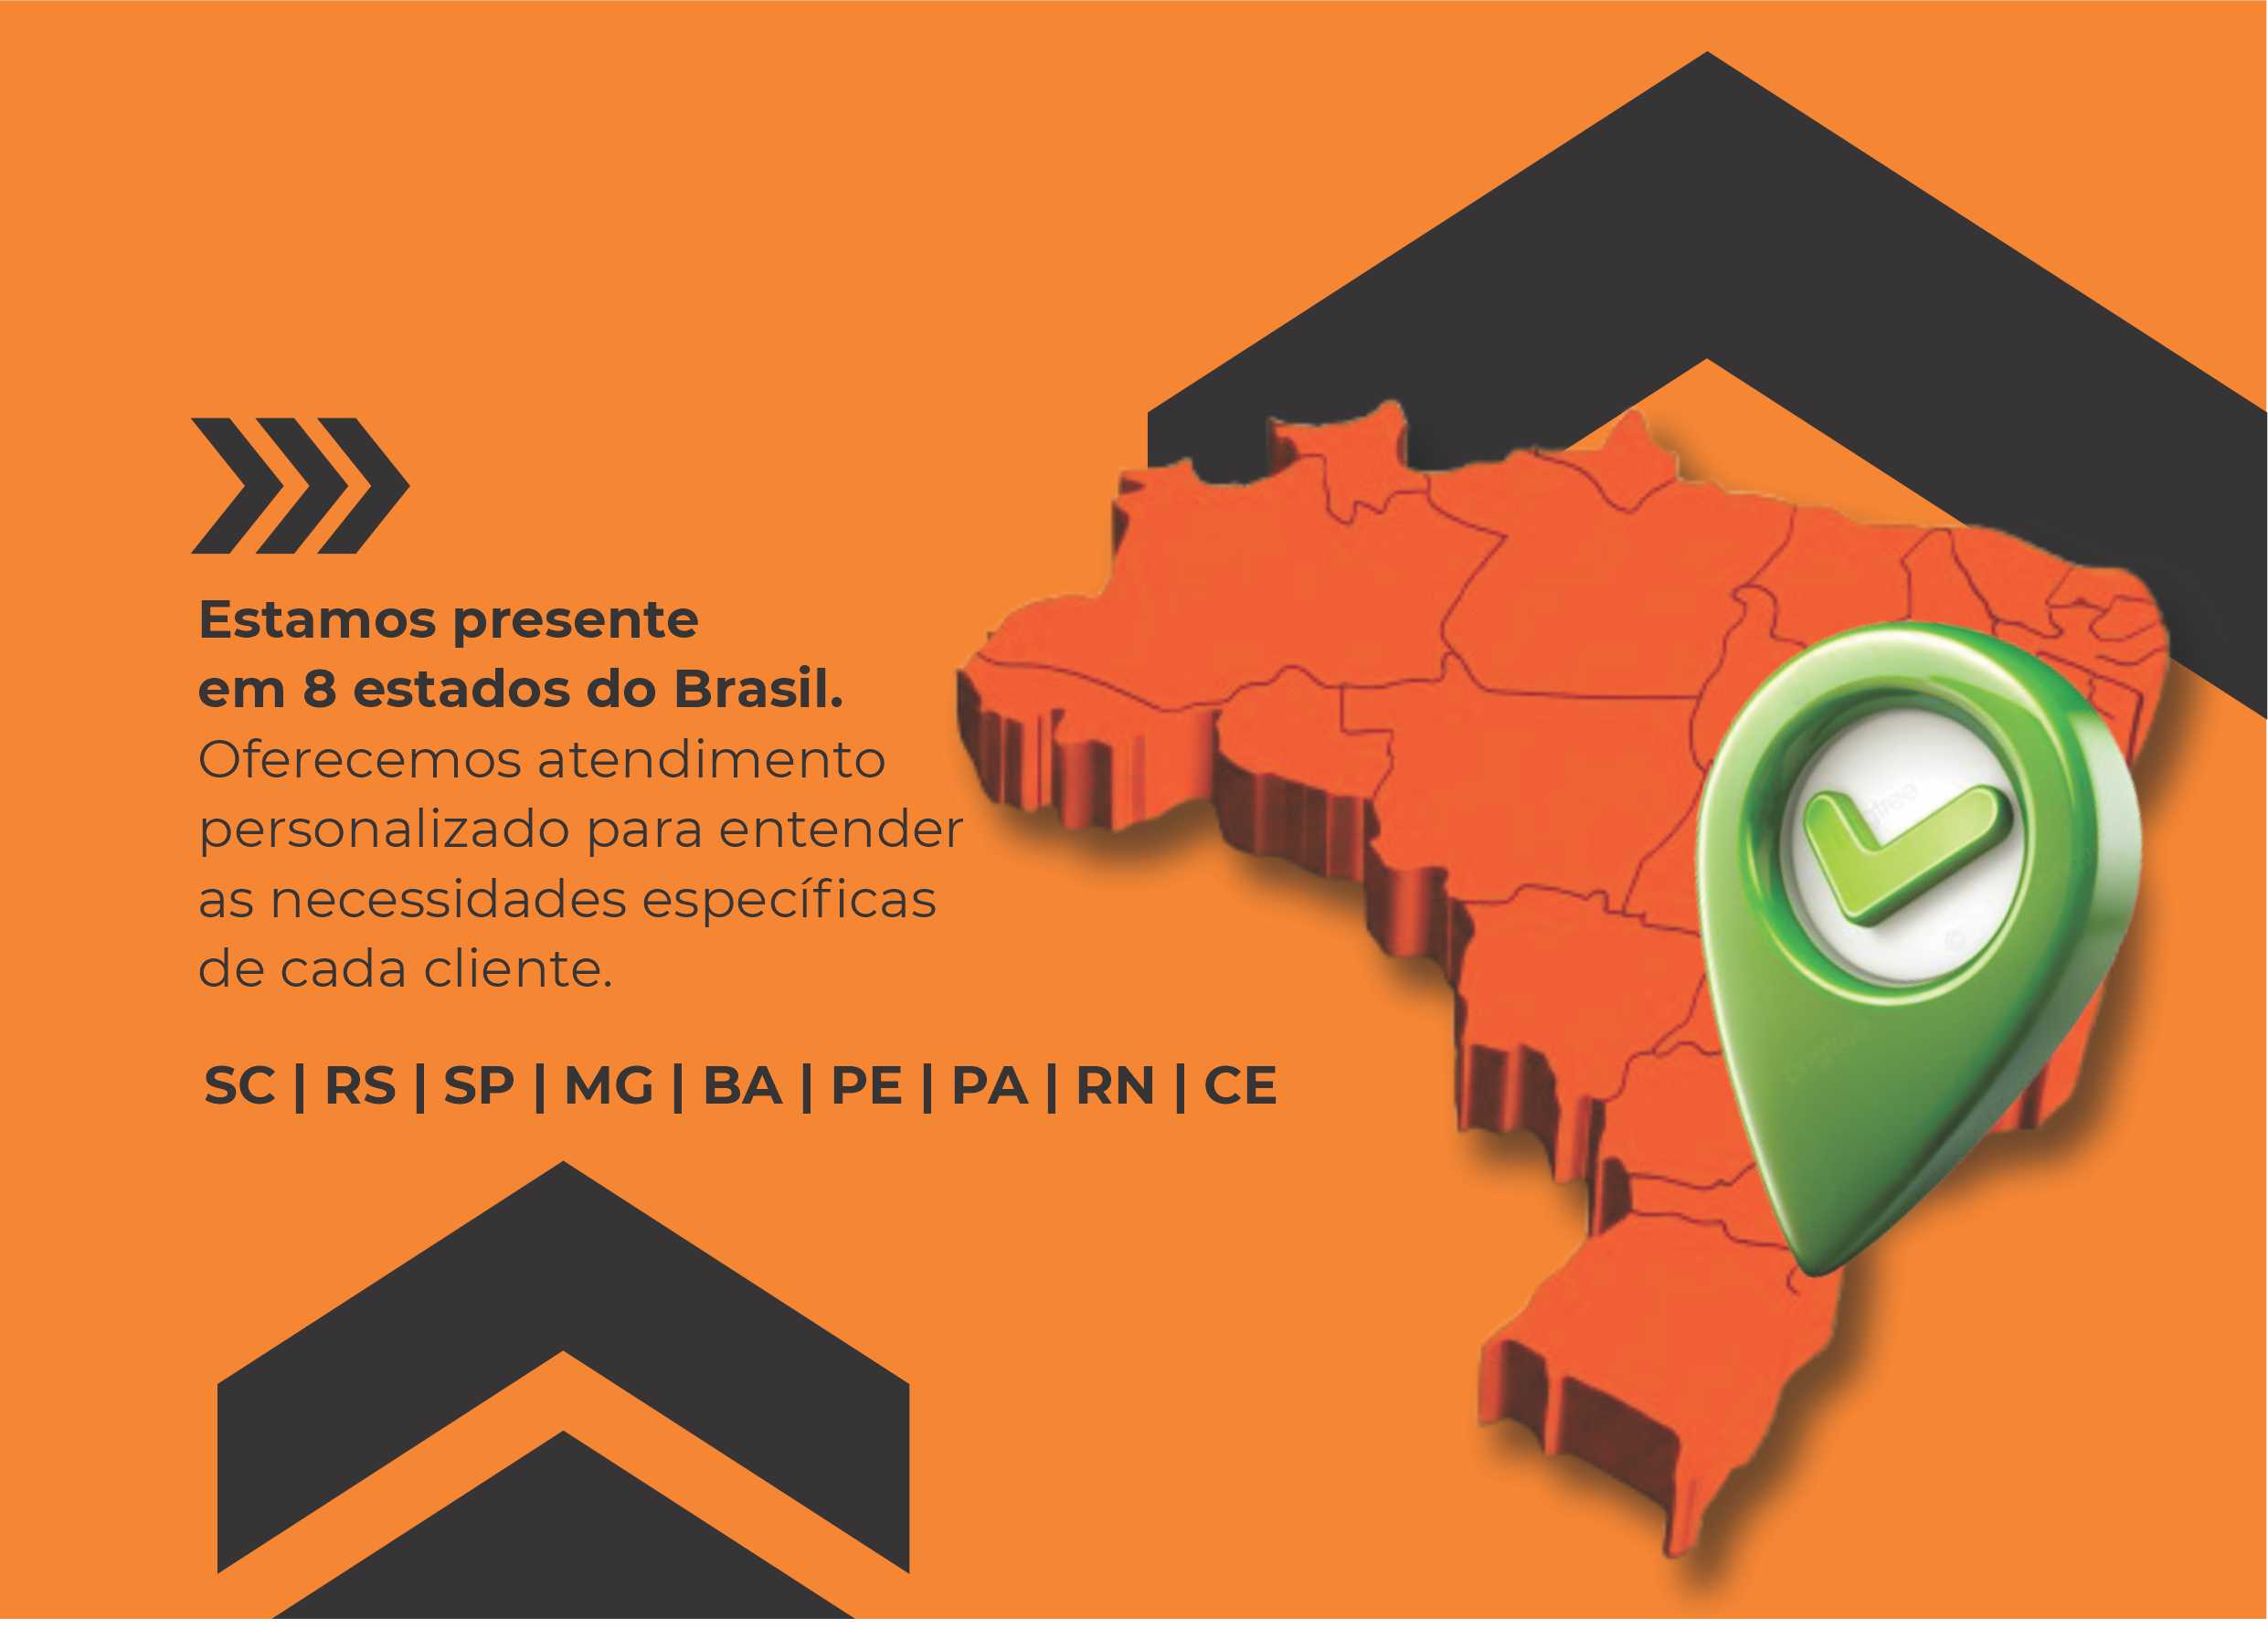 Estamos presente
em 8 estados do Brasil.
Oferecemos atendimento
personalizado para entender
as necessidades específicas
de cada cliente.
SC | RS | SP | MG | BA | PE | PA | RN | CE